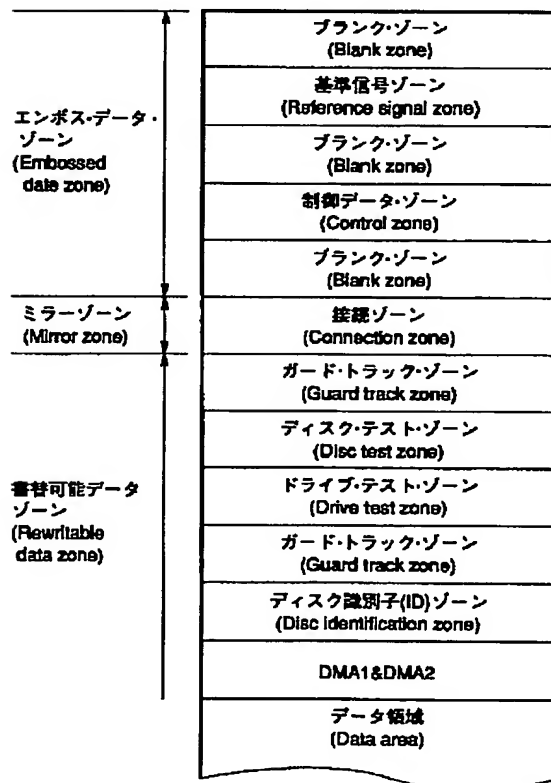 ブランク・ゾーン
(Blank zone)
基準信号ゾーン
(Reference signal zone)
ブランク・ゾーン
(Blank zone)
制御データ・ゾーン
(Control zone)
ブランク・ゾーン
(Blank zone)
エンボス・データ・
ゾーン
(Embossed
date zone)
ミラーゾーン
(Mirror zone)
接続ゾーン
(Connection zone)
ガード・トラック・ゾーン
(Guard track zone)
ディスク・テスト・ゾーン
(Disc test zone)
ドライブ・テスト・ゾーン
(Drive test zone)
ガード・トラック・ゾーン
(Guard track zone)
ディスク識別子(ID)ゾーン
(Disc identification zone)
DMA1&DMA2
書替可能データ
ゾーン
(Rewritable
data zone)
データ領域
(Data area)